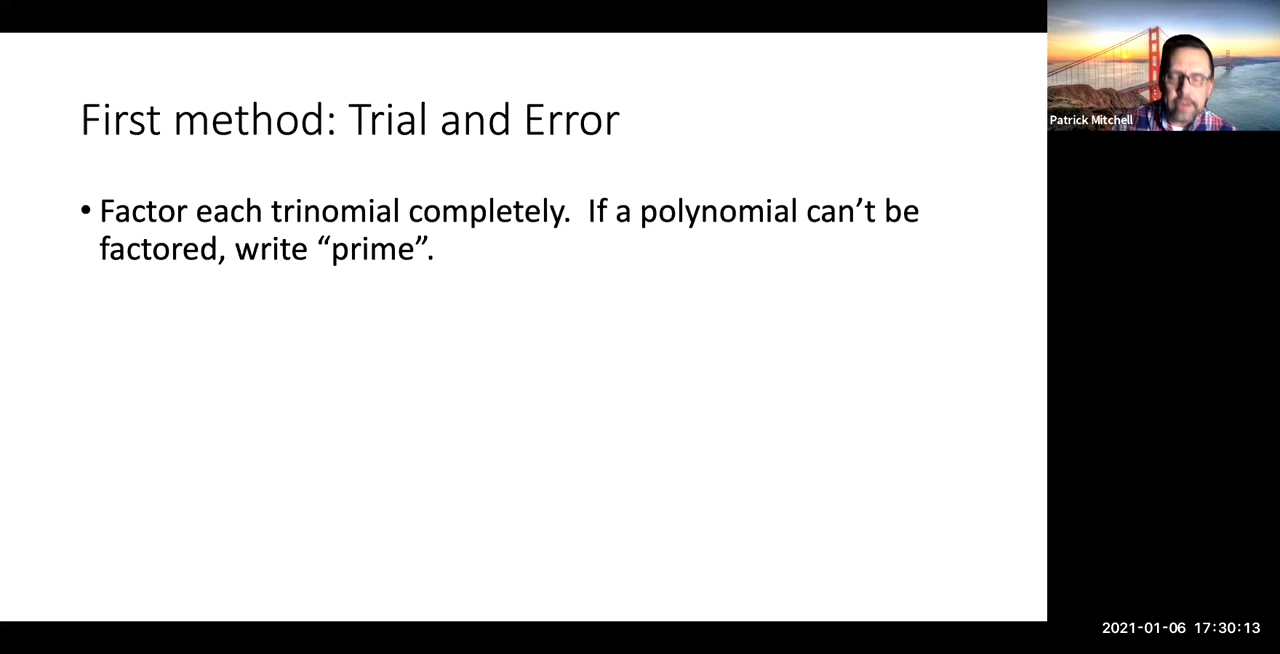 First method: Trial and Error
• Factor each trinomial completely.  If a polynomial can’t be
factored, write “prime”.
Patrick Mitchell
2021-01-06 17:30:13